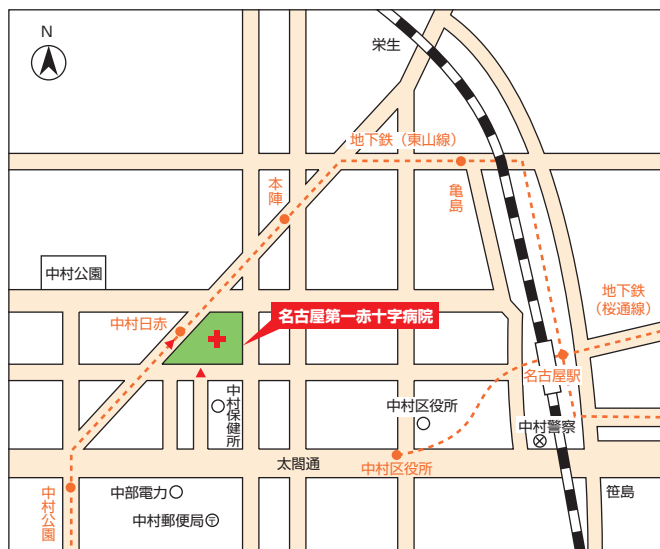 N
栄生
地下鉄（東山線）
本陣
亀島
中村公園
地下鉄
（桜通線）
中村日赤
名古屋第一赤十字病院
名古屋駅
中村保健所
中村区役所
中村警察
太閤通
中村区役所
中村公園
中部電力
笹島
中村郵便局〶